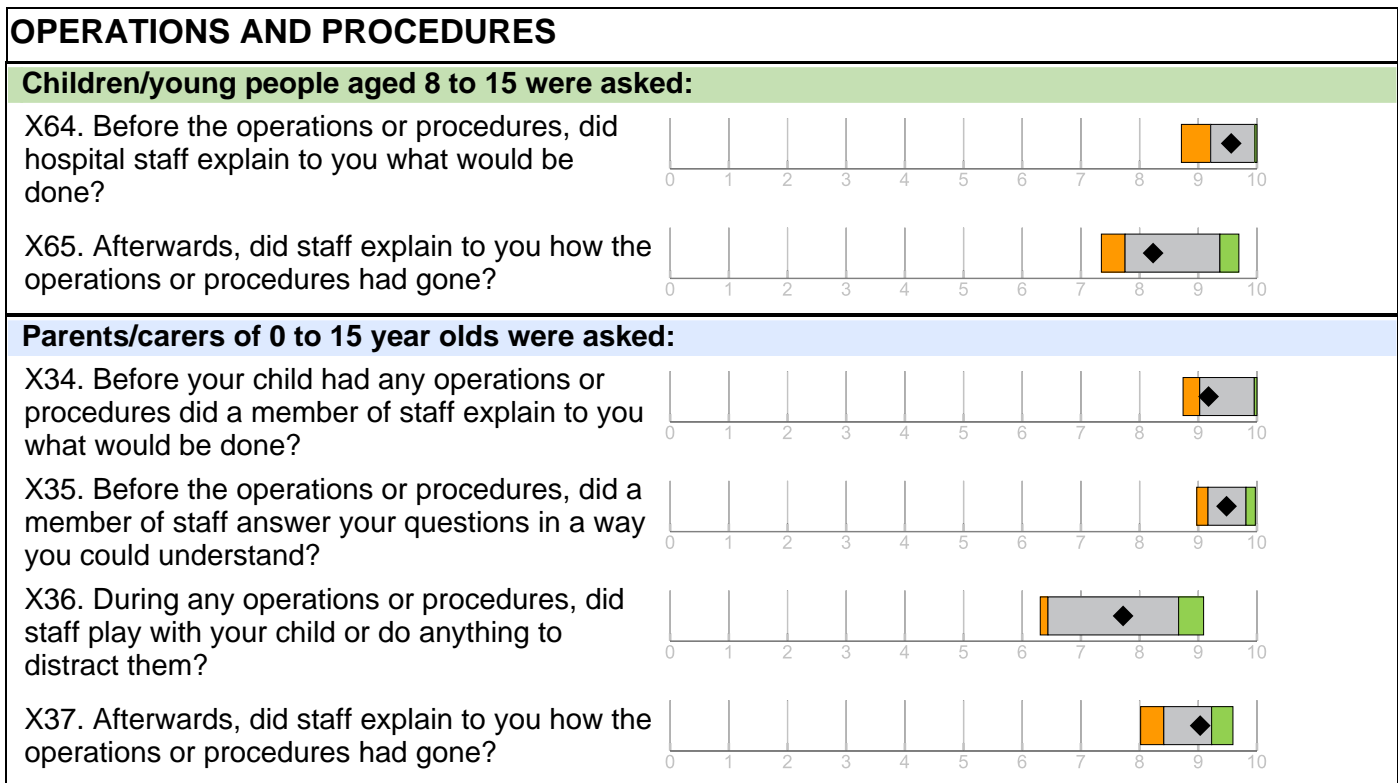 OPERATIONS AND PROCEDURES
Children/young people aged 8 to 15 were asked:
X64. Before the operations or procedures, did
hospital staff explain to you what would be
done?
0 1 2 3 4 5 6 7 8 9 10
X65. Afterwards, did staff explain to you how the
operations or procedures had gone?
0 1 2 3 4 5 6 7 8 9 10
Parents/carers of 0 to 15 year olds were asked:
X34. Before your child had any operations or
procedures did a member of staff explain to you
what would be done?
0 1 2 3 4 5 6 7 8 9 10
X35. Before the operations or procedures, did a
member of staff answer your questions in a way
you could understand?
0 1 2 3 4 5 6 7 8 9 10
X36. During any operations or procedures, did
staff play with your child or do anything to
distract them?
0 1 2 3 4 5 6 7 8 9 10
X37. Afterwards, did staff explain to you how the
operations or procedures had gone?
0 1 2 3 4 5 6 7 8 9 10